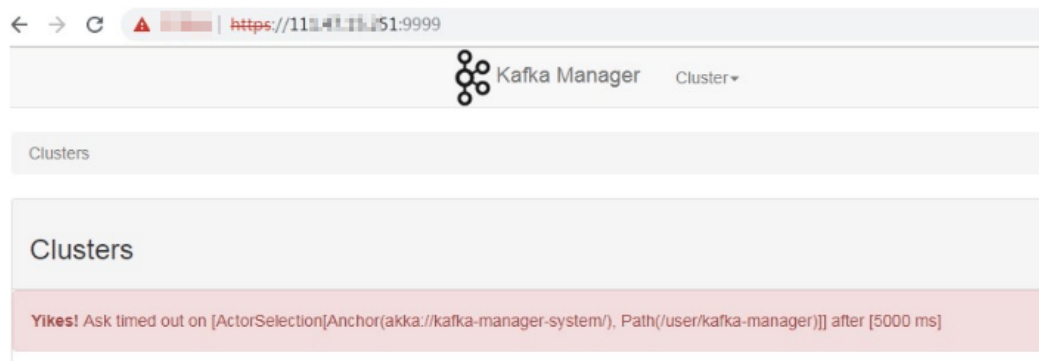 https://11
51:9999
Kafka Manager Cluster
Clusters
Clusters
Yikes! Ask timed out on [ActorSelection[Anchor(akka://kafka-manager-system/), Path(/user/kafka-manager)]] after [5000 ms]